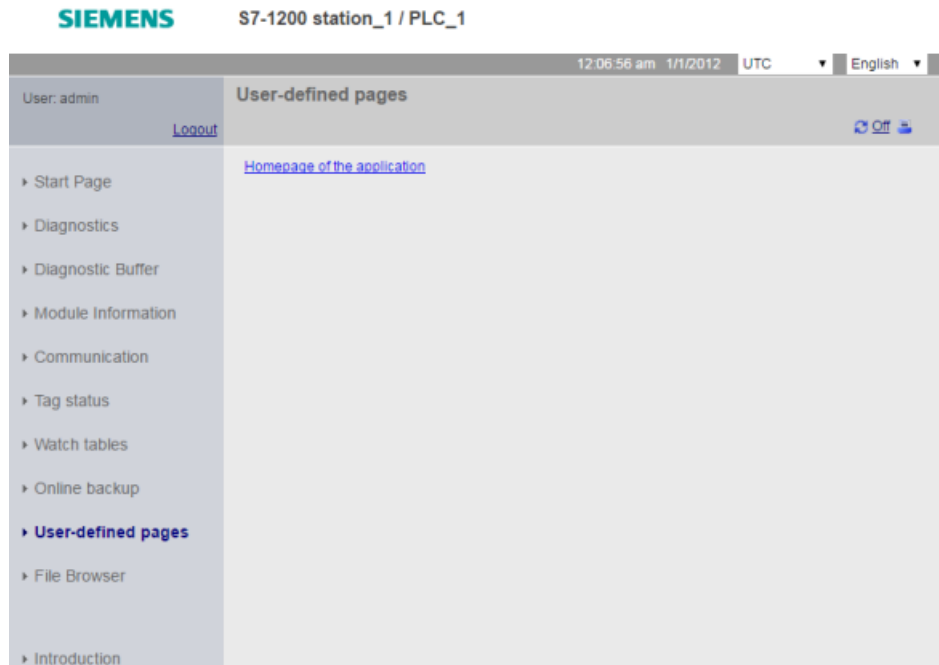 SIEMENS S7-1200 station_1 / PLC_1
12:06:56 am 1/1/2012 UTC English
User: admin
User-defined pages
Logout
Off
Homepage of the application
Start Page
Diagnostics
Diagnostic Buffer
Module Information
Communication
Tag status
Watch tables
Online backup
User-defined pages
File Browser
Introduction